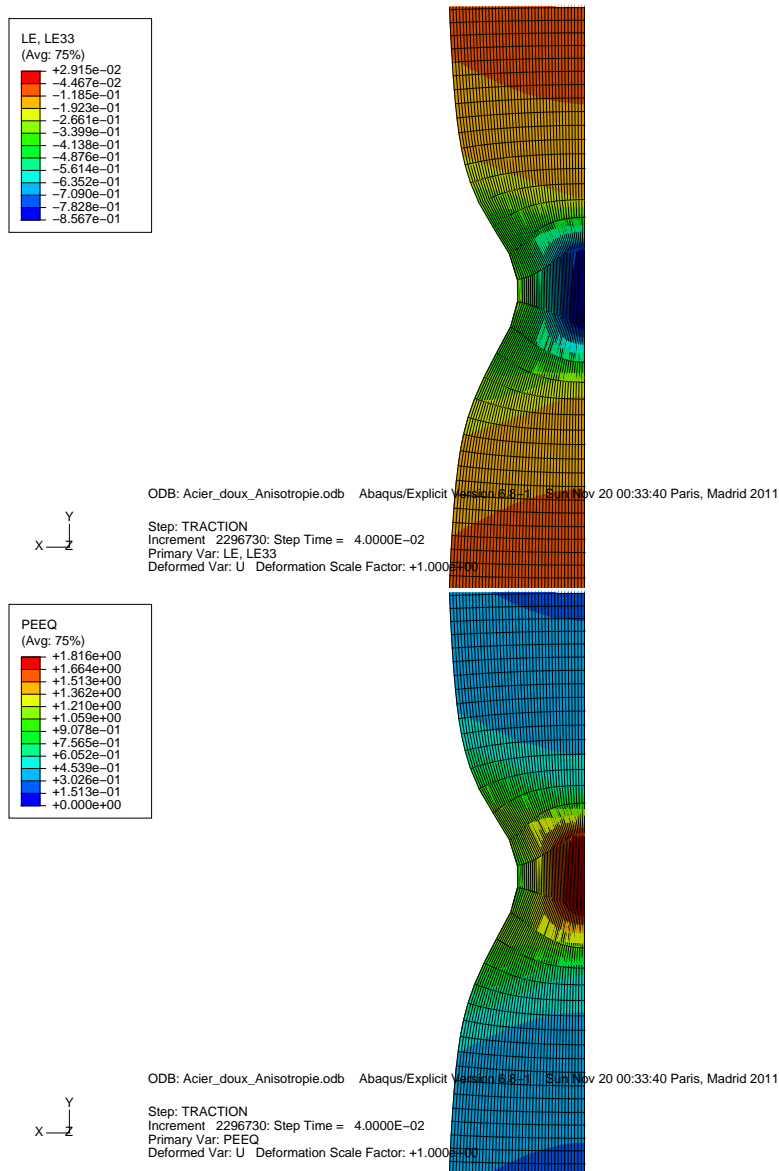 LE, LE33
(Avg: 75%)
+2.915e−02
−4.467e−02
−1.185e−01
−1.923e−01
−2.661e−01
−3.399e−01
−4.138e−01
−4.876e−01
−5.614e−01
−6.352e−01
−7.090e−01
−7.828e−01
−8.567e−01
ODB: Acier_doux_Anisotropie.odb Abaqus/Explicit Version 6.8−1 Sun Nov 20 00:33:40 Paris, Madrid 2011
Step: TRACTION
Increment 2296730: Step Time = 4.0000E−02
Primary Var: LE, LE33
Deformed Var: U Deformation Scale Factor: +1.000e+00
Y
X Z
PEEQ
(Avg: 75%)
+1.816e+00
+1.664e+00
+1.513e+00
+1.362e+00
+1.210e+00
+1.059e+00
+9.078e−01
+7.565e−01
+6.052e−01
+4.539e−01
+3.026e−01
+1.513e−01
+0.000e+00
ODB: Acier_doux_Anisotropie.odb Abaqus/Explicit Version 6.8−1 Sun Nov 20 00:33:40 Paris, Madrid 2011
Step: TRACTION
Increment 2296730: Step Time = 4.0000E−02
Primary Var: PEEQ
Deformed Var: U Deformation Scale Factor: +1.000e+00
Y
X Z